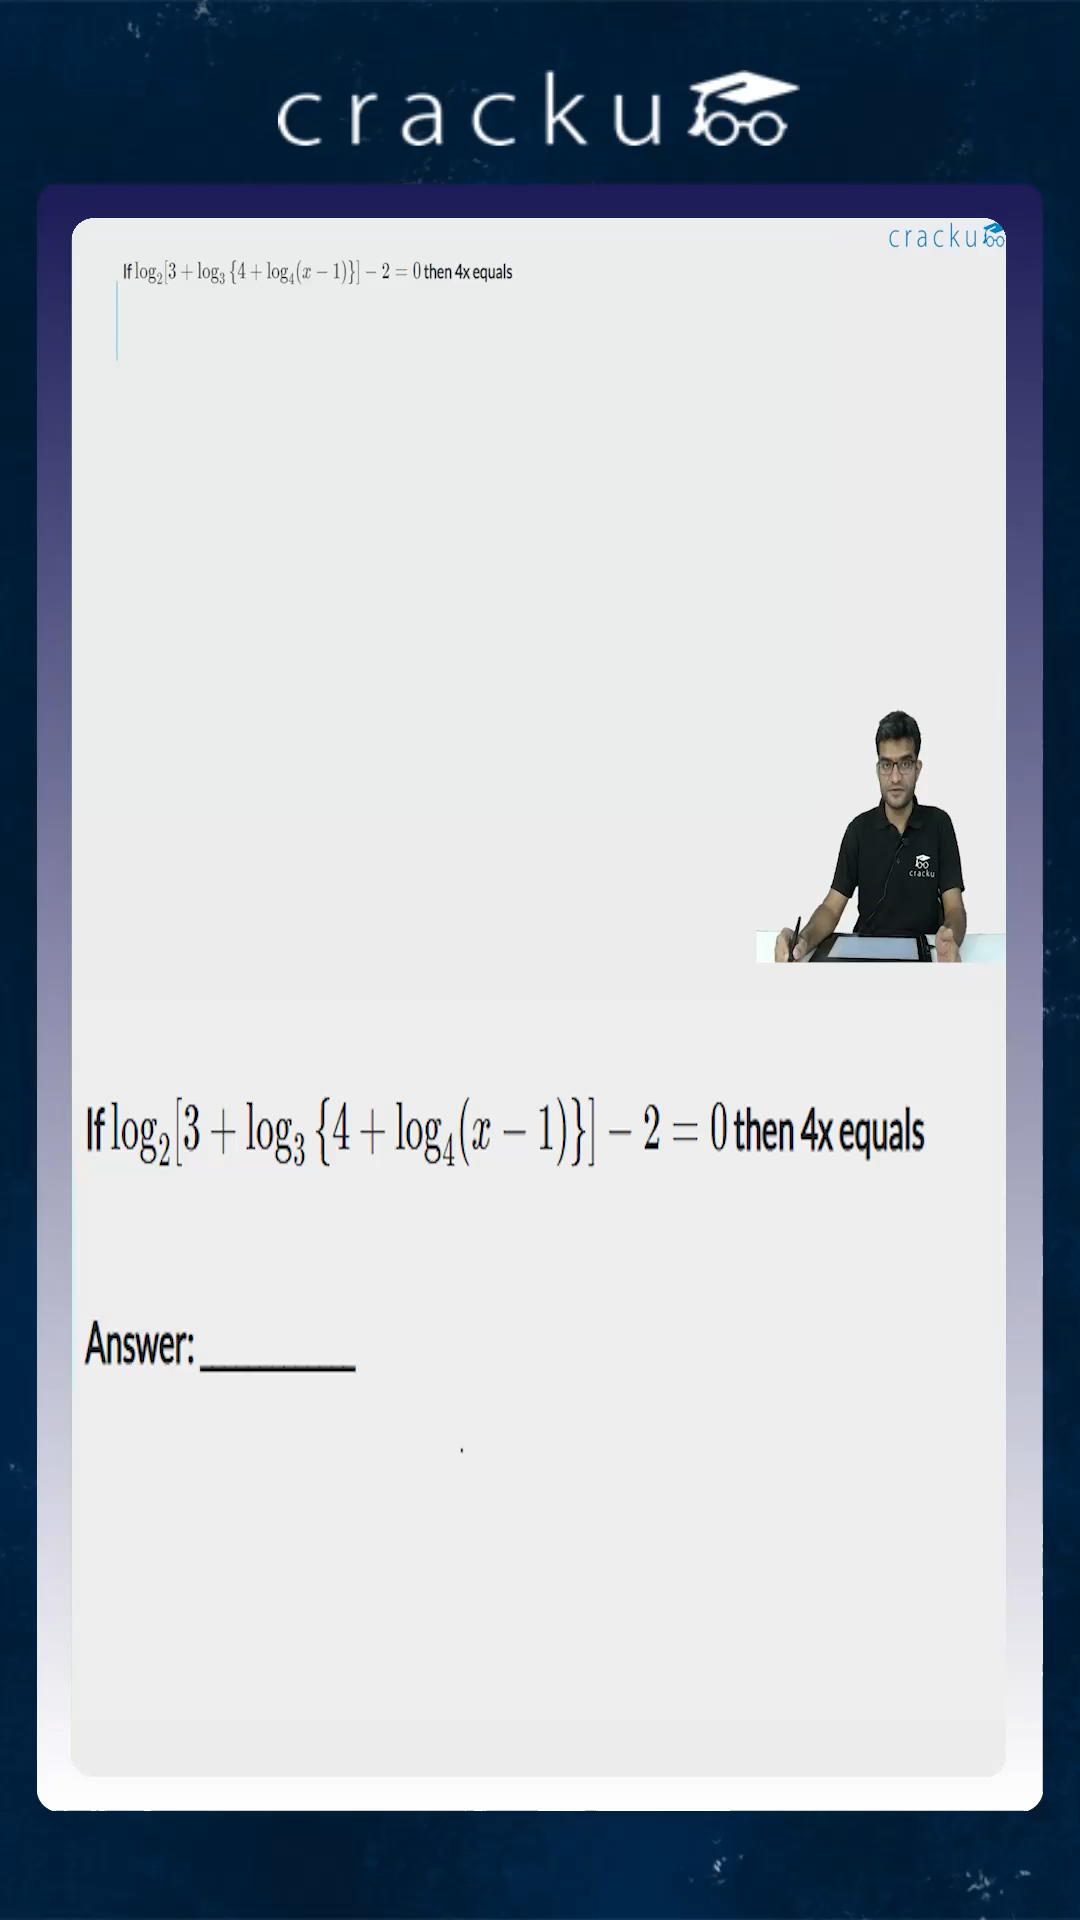 cracku
cracku
If log₂[3 + log₃{4 + log₄(x − 1)}] − 2 = 0 then 4x equals
cracku
If log₂[3 + log₃{4 + log₄(x − 1)}] − 2 = 0 then 4x equals
Answer: ___________